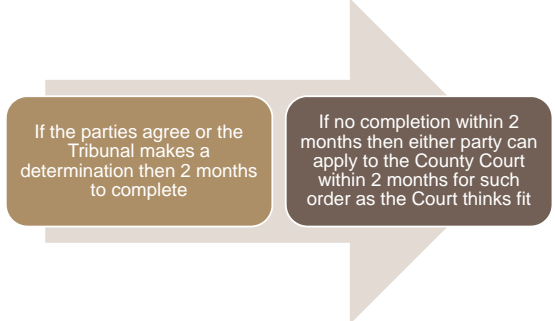 If the parties agree or the
Tribunal makes a
determination then 2 months
to complete
If no completion within 2
months then either party can
apply to the County Court
within 2 months for such
order as the Court thinks fit